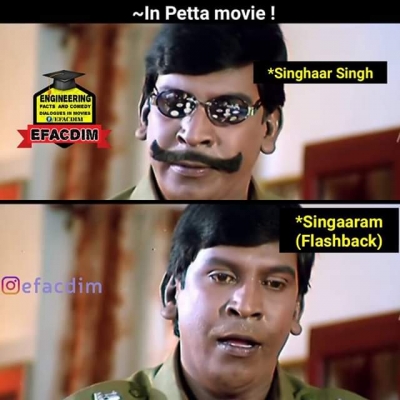 ~In Petta movie !
*Singhaar Singh
ENGINEERING
FACTS AND COMEDY
DIALOGUES IN MOVIES
/EFACDIM
EFACDIM
*Singaaram
(Flashback)
efacdim